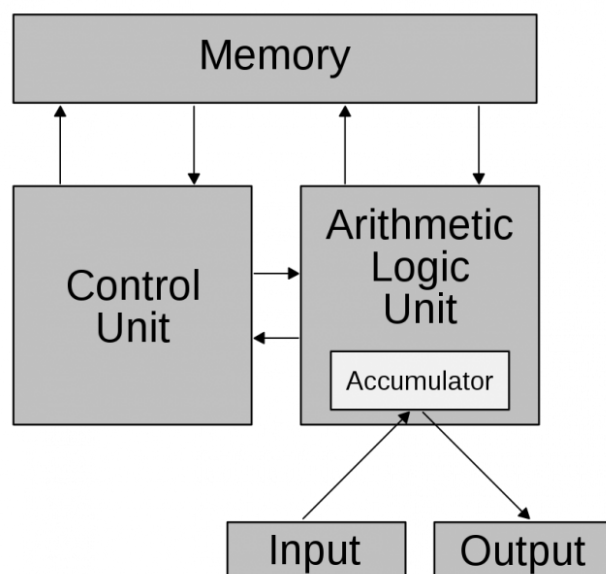 Memory
Control
Unit
Arithmetic
Logic
Unit
Accumulator
Input
Output